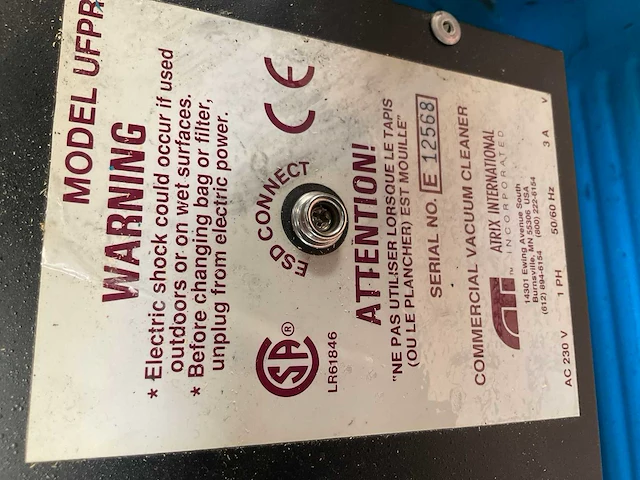 MODEL UFPR
WARNING
* Electric shock could occur if used
outdoors or on wet surfaces.
* Before changing bag or filter,
unplug from electric power.
SA®
LR61846
ESD CONNECT
CE
ATTENTION!
"NE PAS UTILISER LORSQUE LE TAPIS
(OU LE PLANCHER) EST MOUILLE"
SERIAL NO. E 12568
COMMERCIAL VACUUM CLEANER
ATI™ ATRIX INTERNATIONAL
INCORPORATED
14301 Ewing Avenue South
Burnsville, MN 55306 USA
(612) 894-6154 (800) 222-6154
AC 230 V 1 PH 50/60 Hz 3 A V